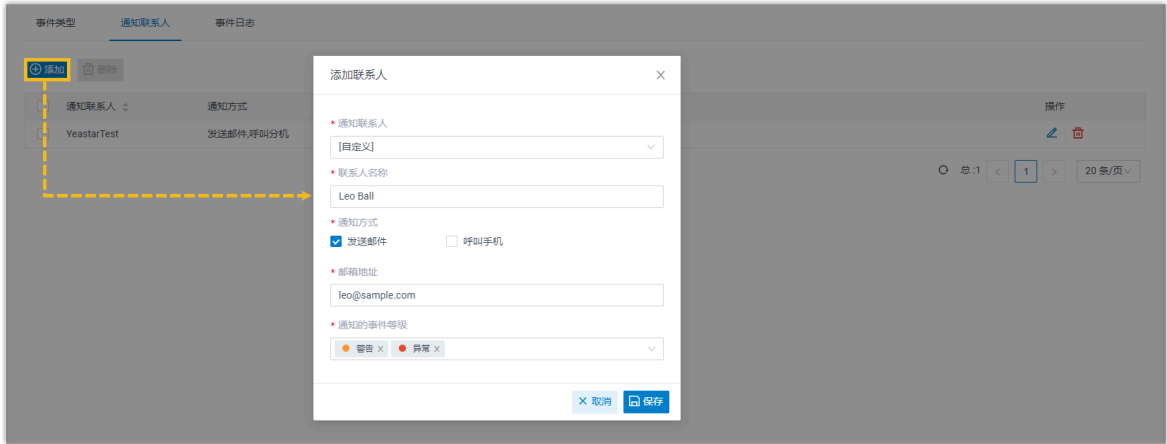 事件类型 通知联系人 事件日志
添加 删除
通知联系人 通知方式 操作
YeastarTest 发送邮件,呼叫分机
总:1 < 1 > 20 条/页
添加联系人 X
* 通知联系人
[自定义]
* 联系人名称
Leo Ball
* 通知方式
发送邮件 呼叫手机
* 邮箱地址
leo@sample.com
* 通知的事件等级
警告 × 异常 ×
× 取消 保存